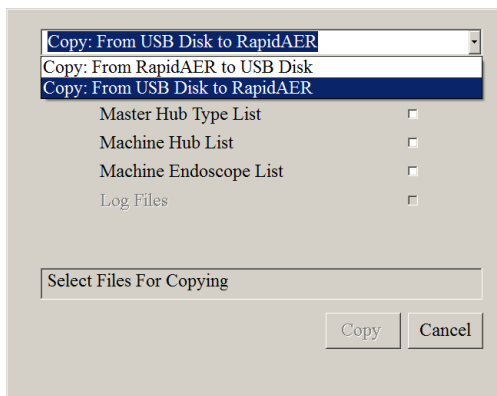 Copy: From USB Disk to RapidAER
Copy: From RapidAER to USB Disk
Copy: From USB Disk to RapidAER
Master Hub Type List
Machine Hub List
Machine Endoscope List
Log Files
Select Files For Copying
Copy Cancel